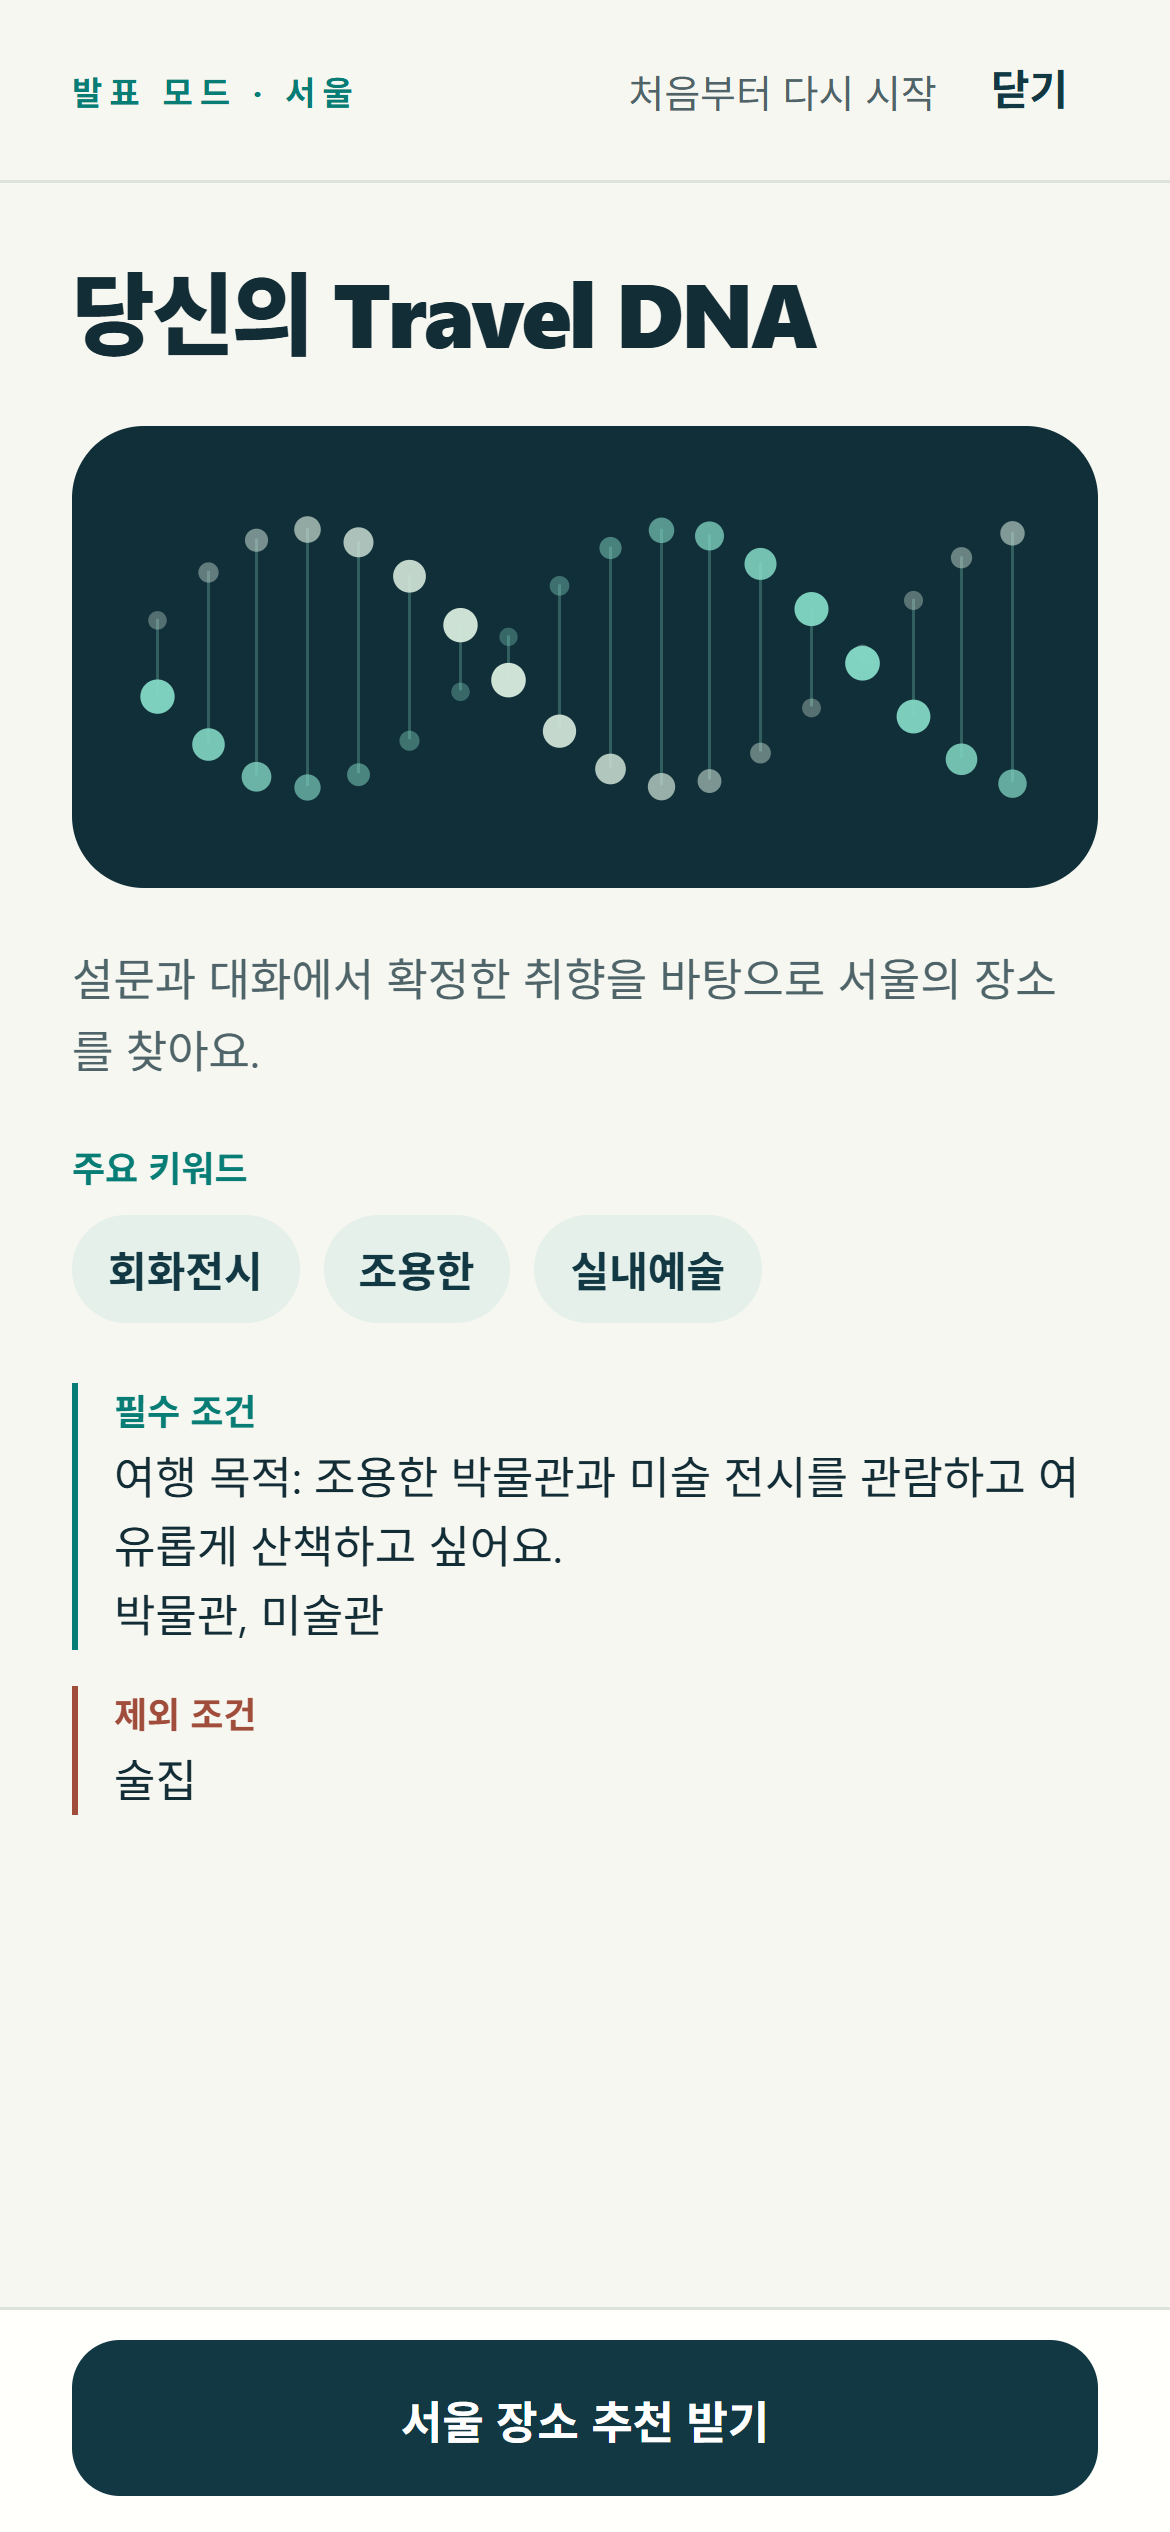 발표 모드 · 서울
처음부터 다시 시작
닫기
당신의 Travel DNA
설문과 대화에서 확정한 취향을 바탕으로 서울의 장소
를 찾아요.
주요 키워드
회화전시
조용한
실내예술
필수 조건
여행 목적: 조용한 박물관과 미술 전시를 관람하고 여
유롭게 산책하고 싶어요.
박물관, 미술관
제외 조건
술집
서울 장소 추천 받기